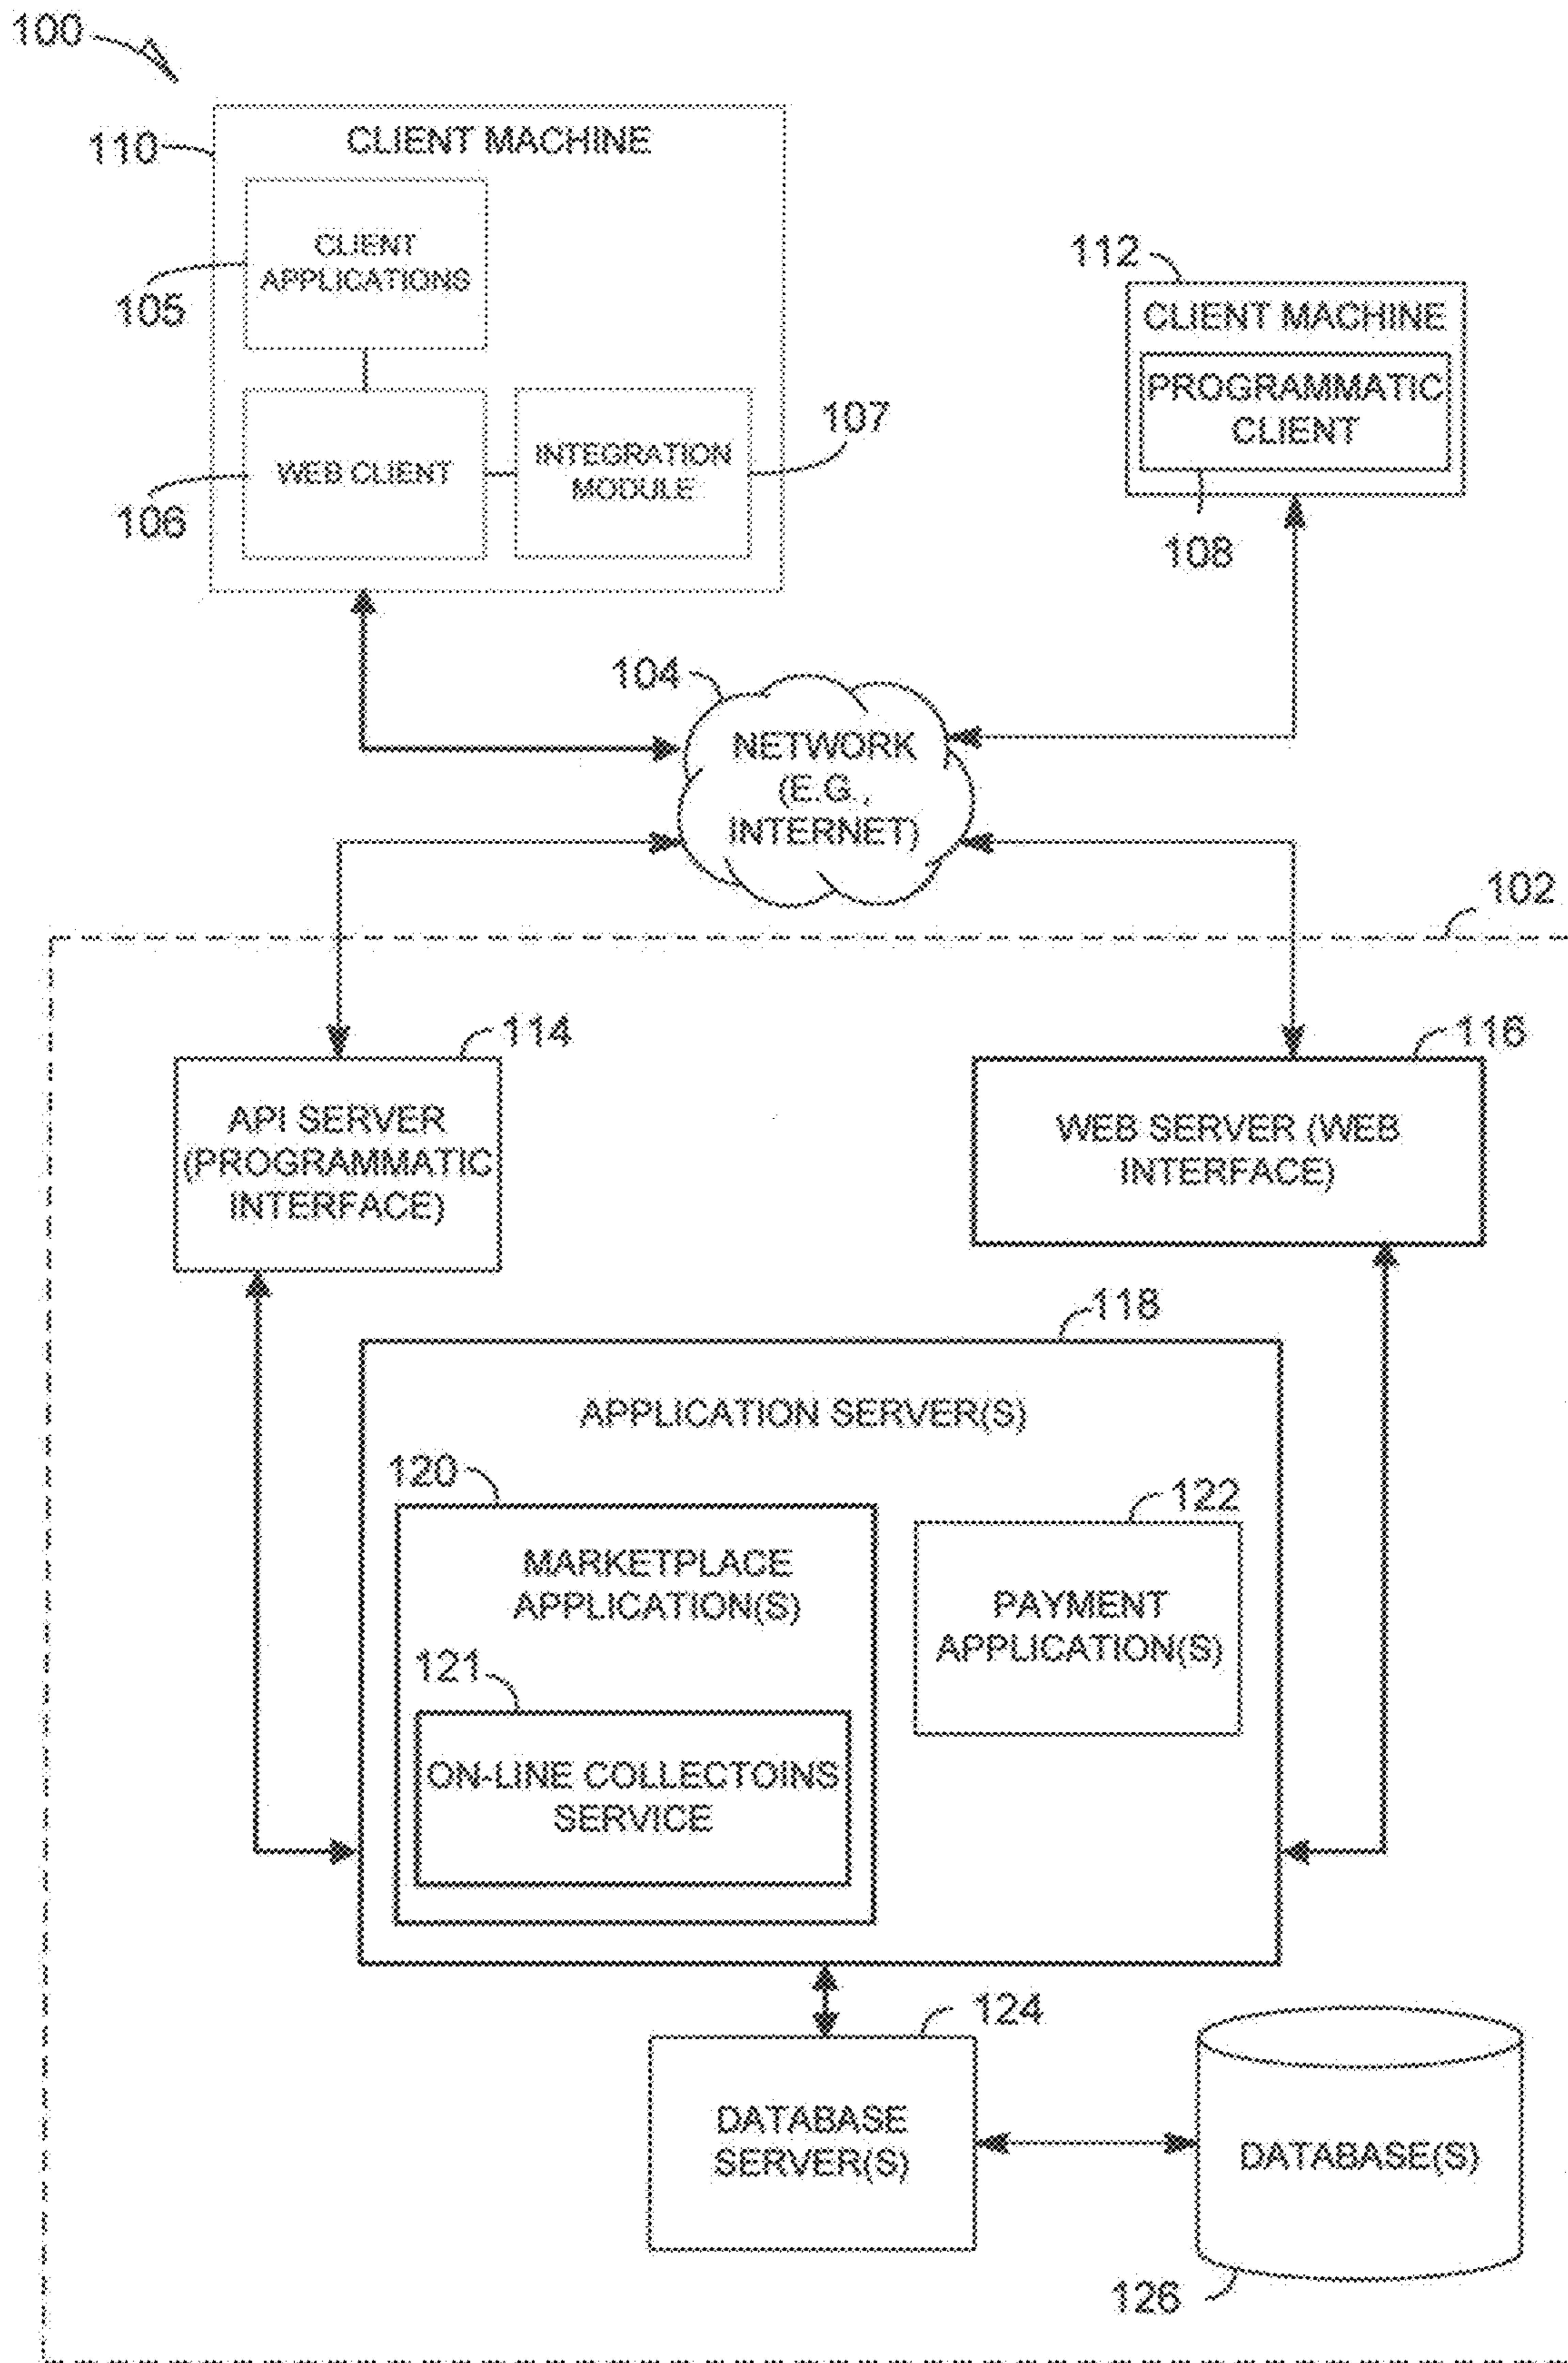 100
110
CLIENT MACHINE
CLIENT
APPLICATIONS
105
112
CLIENT MACHINE
PROGRAMMATIC
CLIENT
108
WEB CLIENT
106
INTEGRATION
MODULE
107
104
NETWORK
(E.G.,
INTERNET)
102
114
API SERVER
(PROGRAMMATIC
INTERFACE)
116
WEB SERVER (WEB
INTERFACE)
118
APPLICATION SERVER(S)
120
MARKETPLACE
APPLICATION(S)
122
PAYMENT
APPLICATION(S)
121
ON-LINE COLLECTOINS
SERVICE
124
DATABASE
SERVER(S)
DATABASE(S)
126